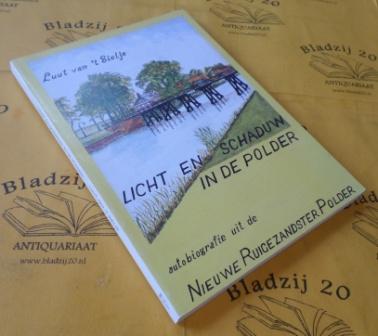 Luut van 't Bieltje
LICHT EN SCHADUW
IN DE POLDER
autobiografie uit de
NIEUWE RUIGEZANDSTER POLDER
Bladzij 20
ANTIQUARIAAT
www.bladzij20.nl
Bladzij 20
ANTIQUARIAAT
www.bladzij20.nl
Bladzij 20